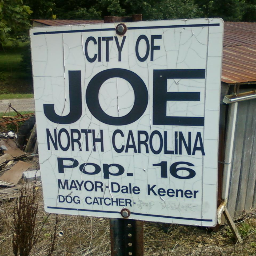 CITY OF
JOE
NORTH CAROLINA
Pop. 16
MAYOR-Dale Keener
DOG CATCHER-